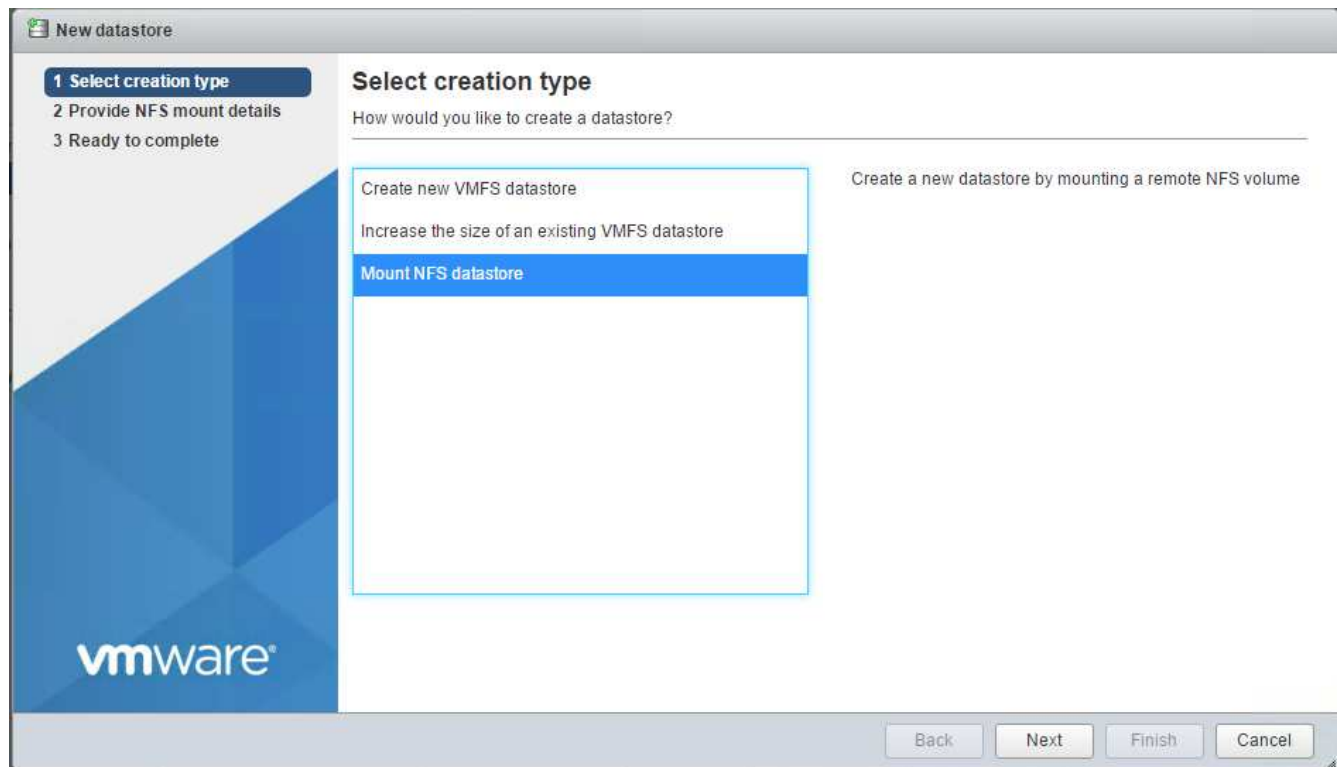 New datastore
1 Select creation type
2 Provide NFS mount details
3 Ready to complete
Select creation type
How would you like to create a datastore?
Create new VMFS datastore
Increase the size of an existing VMFS datastore
Mount NFS datastore
Create a new datastore by mounting a remote NFS volume
vmware®
Back
Next
Finish
Cancel